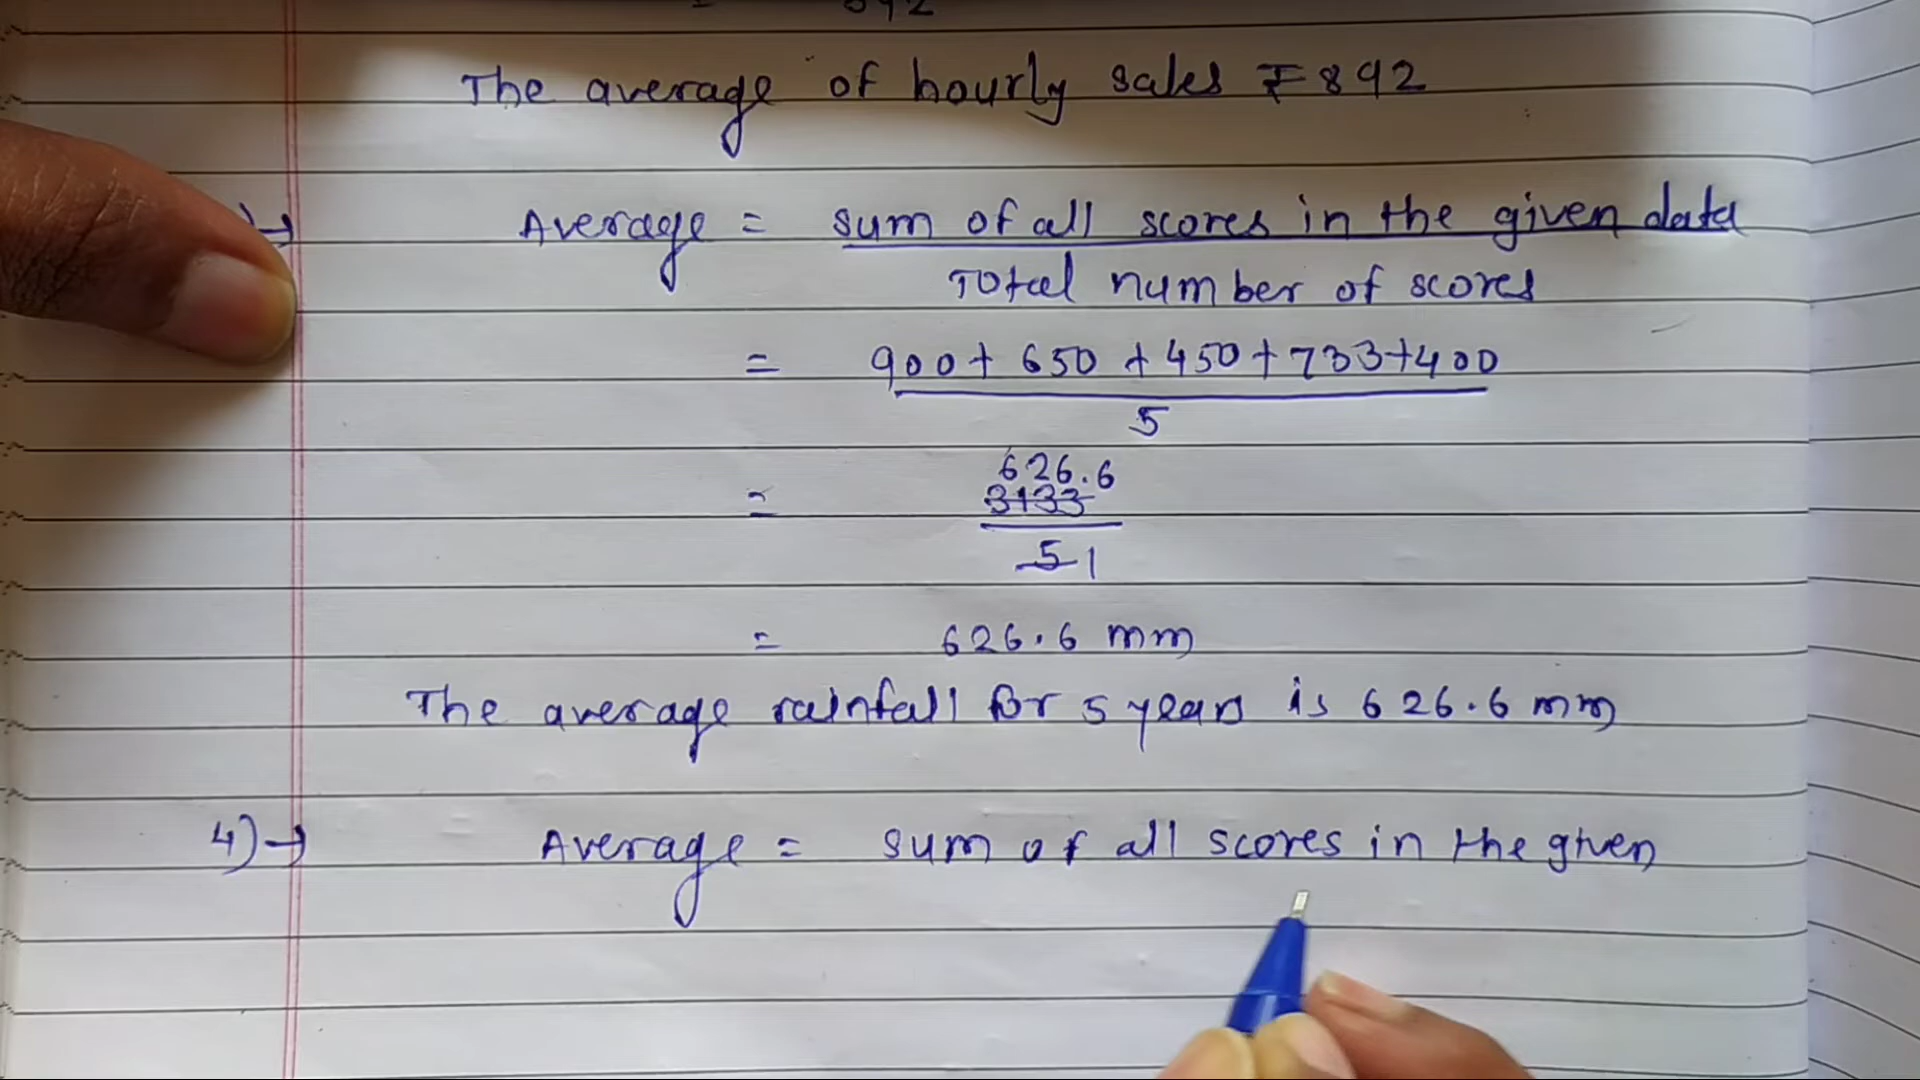 The average of hourly sales ₹892
→ Average = sum of all scores in the given data
Total number of scores
= 900+ 650 + 450 + 733+400
5
626.6
= 3133
5 1
= 626.6 mm
The average rainfall for 5 years is 626.6 mm
4)→ Average = sum of all scores in the given